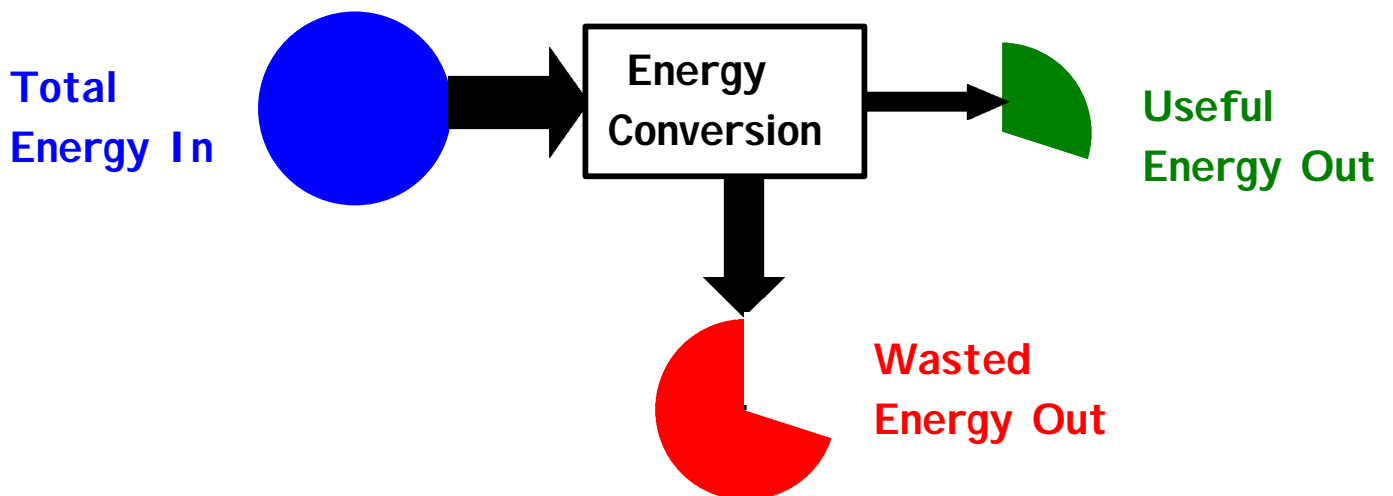 Total
Energy In
Energy
Conversion
Useful
Energy Out
Wasted
Energy Out